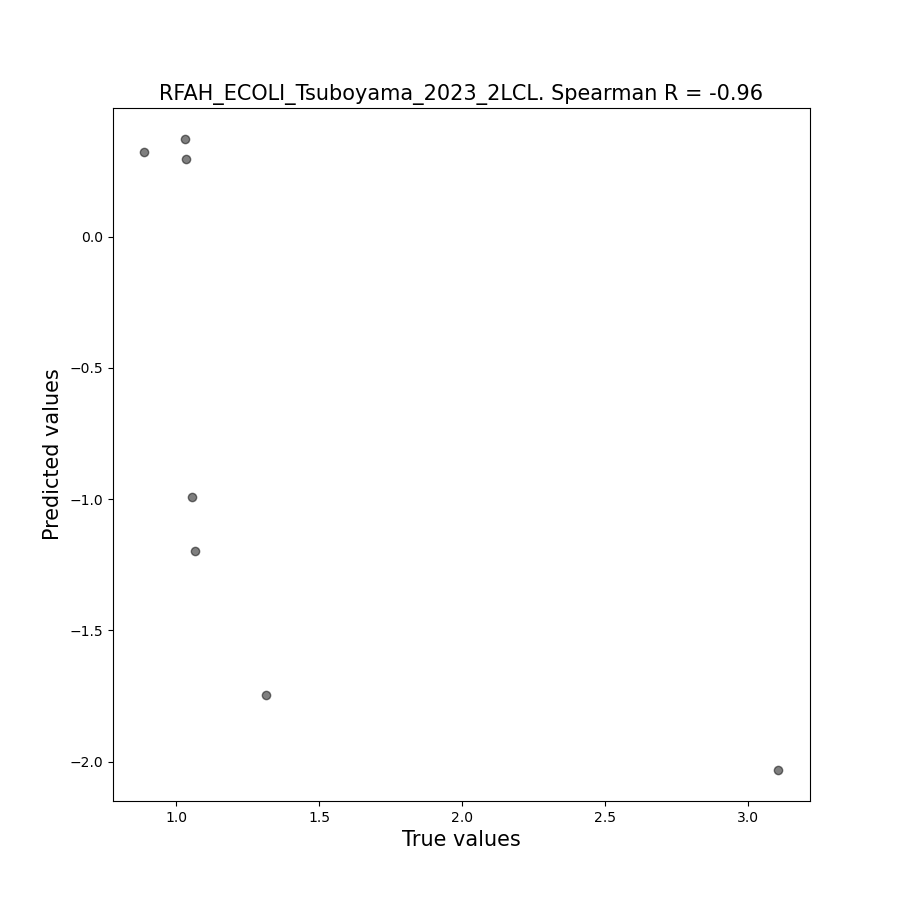 RFAH_ECOLI_Tsuboyama_2023_2LCL. Spearman R = -0.96
Predicted values
0.0
−0.5
−1.0
−1.5
−2.0
1.0 1.5 2.0 2.5 3.0
True values